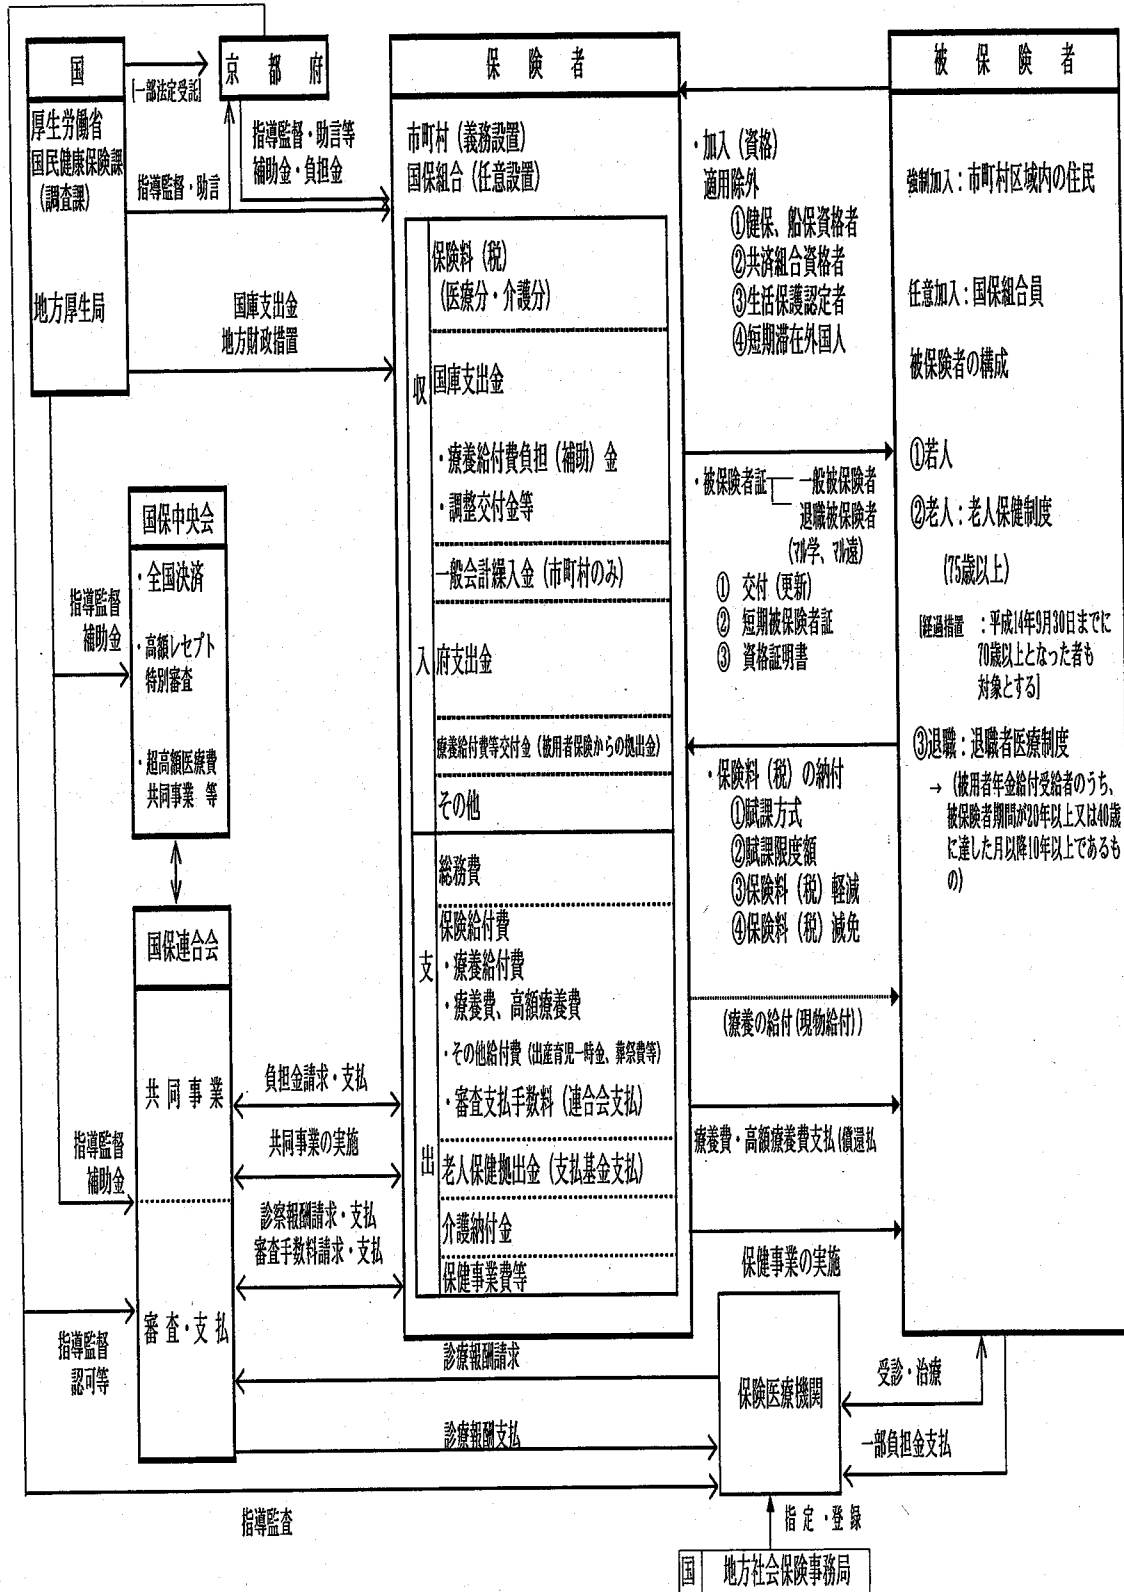 国
京都府
保険者
被保険者
[一部法定受託]
厚生労働省
国民健康保険課
(調査課)
地方厚生局
指導監督・助言
指導監督・助言等
補助金・負担金
国庫支出金
地方財政措置
市町村(義務設置)
国保組合(任意設置)
収入
保険料(税)
(医療分・介護分)
国庫支出金
・療養給付費負担(補助)金
・調整交付金等
一般会計繰入金(市町村のみ)
府支出金
療養給付費等交付金(被用者保険からの拠出金)
その他
支出
総務費
保険給付費
・療養給付費
・療養費、高額療養費
・その他給付費(出産育児一時金、葬祭費等)
・審査支払手数料(連合会支払)
老人保健拠出金(支払基金支払)
介護納付金
保健事業費等
・加入(資格)
適用除外
①健保、船保資格者
②共済組合資格者
③生活保護認定者
④短期滞在外国人
・被保険者証
一般被保険者
退職被保険者
(マル学、マル遠)
① 交付(更新)
② 短期被保険者証
③ 資格証明書
・保険料(税)の納付
①賦課方式
②賦課限度額
③保険料(税)軽減
④保険料(税)減免
(療養の給付(現物給付))
療養費・高額療養費支払(償還払
保健事業の実施
強制加入:市町村区域内の住民
任意加入:国保組合員
被保険者の構成
①若人
②老人:老人保健制度
(75歳以上)
[経過措置 :平成14年9月30日までに
70歳以上となった者も
対象とする]
③退職:退職者医療制度
→ (被用者年金給付受給者のうち、
被保険者期間が20年以上又は40歳
に達した月以降10年以上であるも
の)
国保中央会
・全国決済
・高額レセプト
特別審査
・超高額医療費
共同事業 等
指導監督
補助金
国保連合会
共同事業
審査・支払
指導監督
補助金
指導監督
認可等
負担金請求・支払
共同事業の実施
診察報酬請求・支払
審査手数料請求・支払
診療報酬請求
診療報酬支払
指導監査
保険医療機関
受診・治療
一部負担金支払
指定・登録
国 地方社会保険事務局